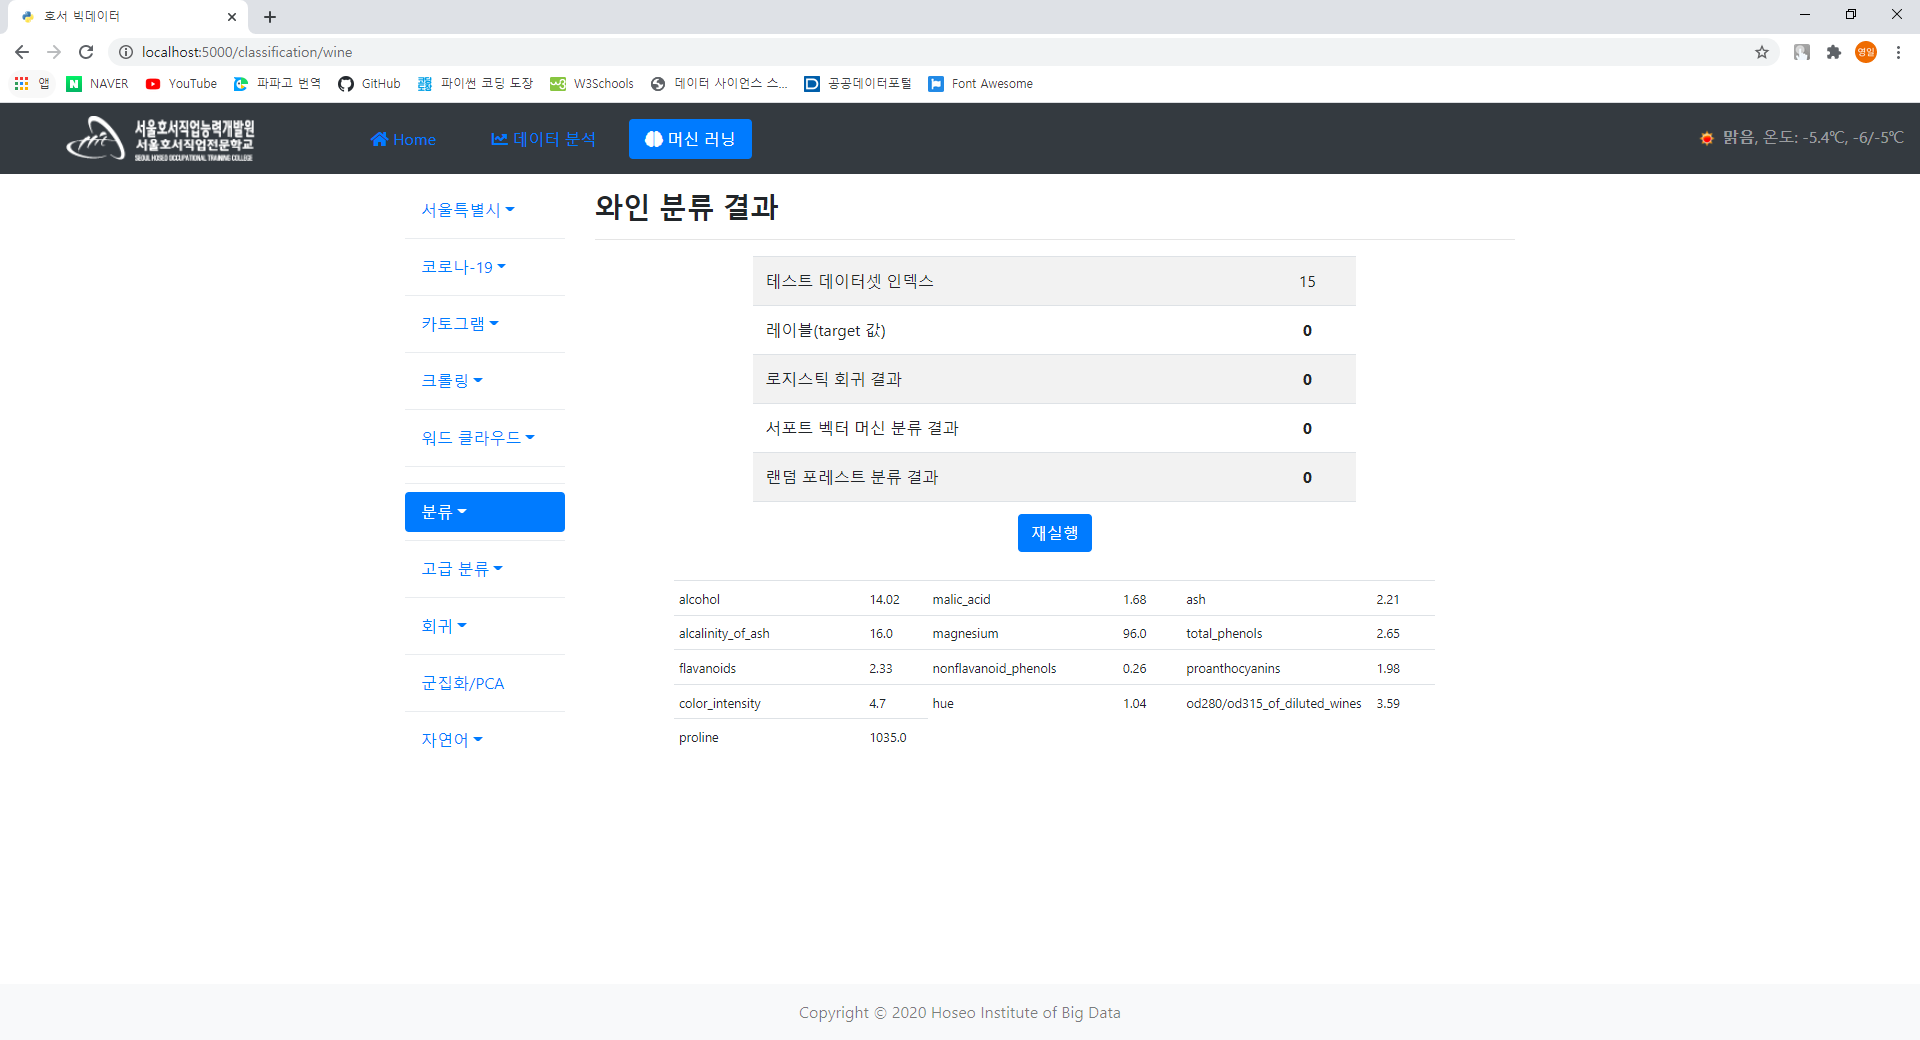 호서 빅데이터
localhost:5000/classification/wine
영일
앱 NAVER YouTube 파파고 번역 GitHub 파이썬 코딩 도장 W3Schools 데이터 사이언스 스... 공공데이터포털 Font Awesome
서울호서직업능력개발원
서울호서직업전문학교
SEOUL HOSEO OCCUPATIONAL TRAINING COLLEGE
Home 데이터 분석 머신 러닝
맑음, 온도: -5.4℃, -6/-5℃
서울특별시
코로나-19
카토그램
크롤링
워드 클라우드
분류
고급 분류
회귀
군집화/PCA
자연어
와인 분류 결과
테스트 데이터셋 인덱스 15
레이블(target 값) 0
로지스틱 회귀 결과 0
서포트 벡터 머신 분류 결과 0
랜덤 포레스트 분류 결과 0
재실행
alcohol 14.02 malic_acid 1.68 ash 2.21
alcalinity_of_ash 16.0 magnesium 96.0 total_phenols 2.65
flavanoids 2.33 nonflavanoid_phenols 0.26 proanthocyanins 1.98
color_intensity 4.7 hue 1.04 od280/od315_of_diluted_wines 3.59
proline 1035.0
Copyright © 2020 Hoseo Institute of Big Data